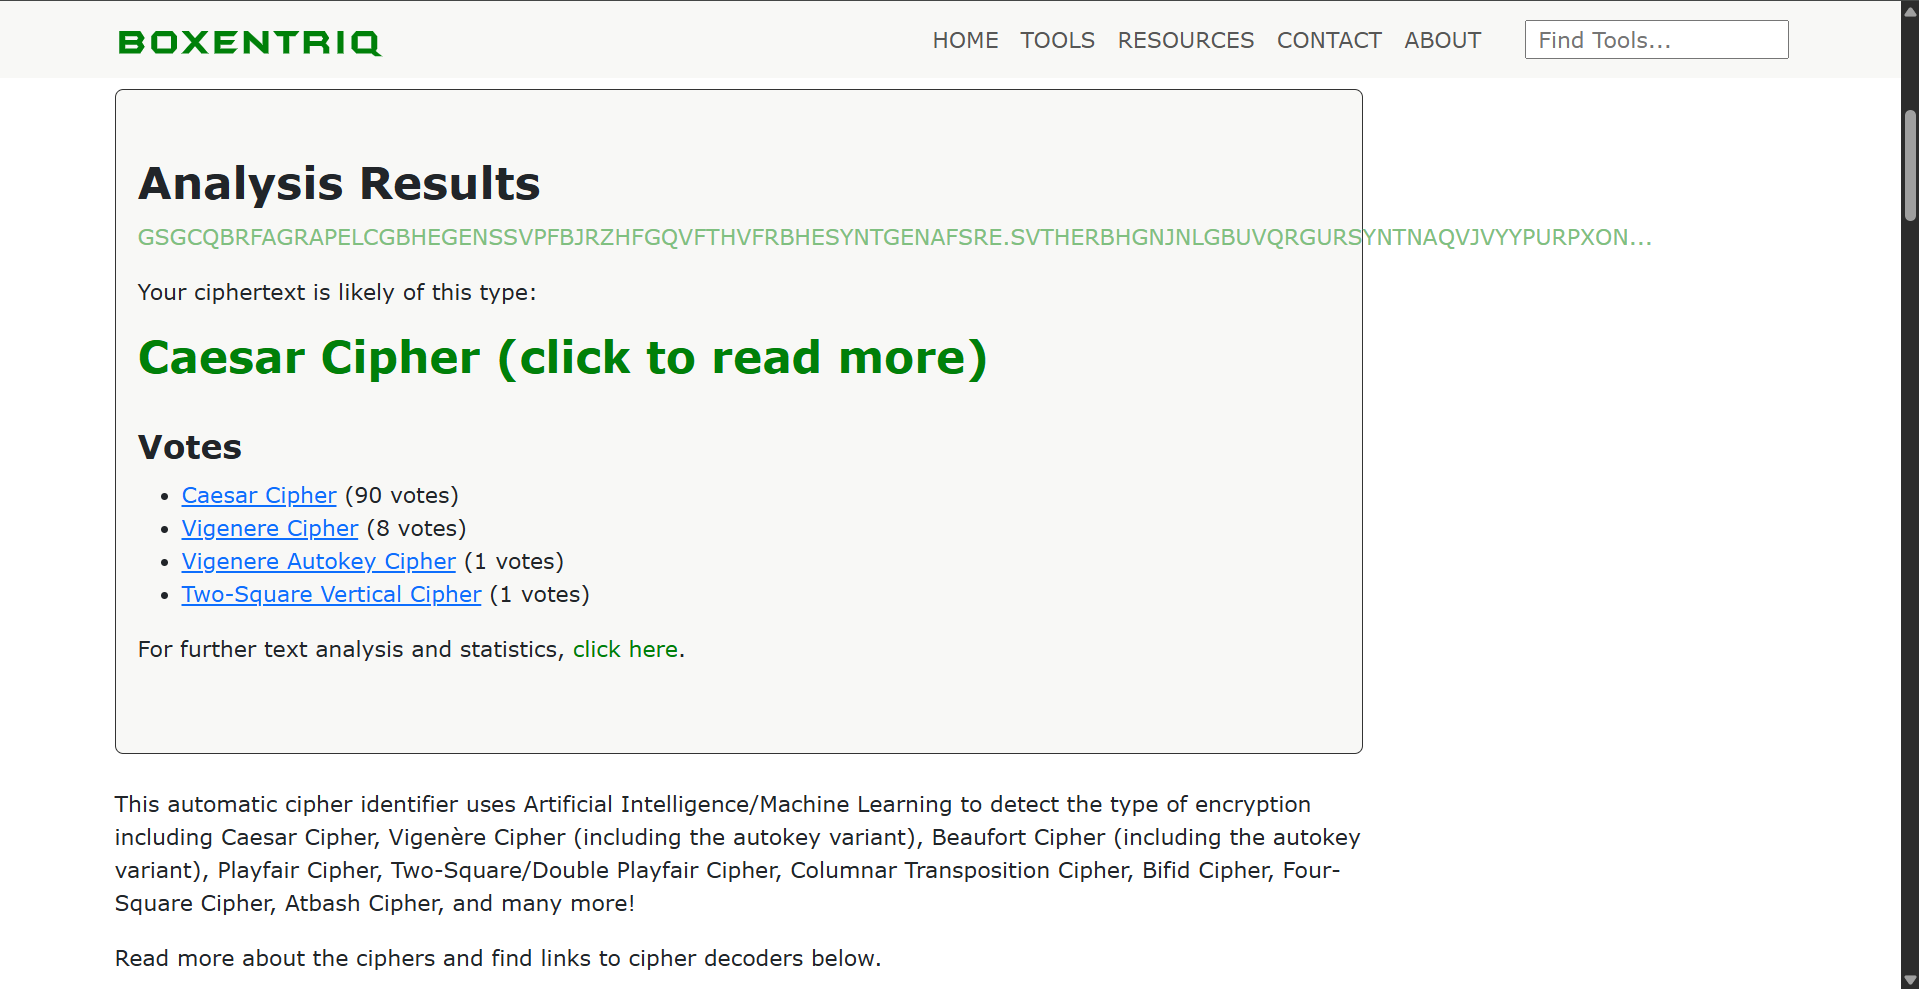 BOXENTRIQ
HOME TOOLS RESOURCES CONTACT ABOUT Find Tools...
Analysis Results
GSGCQBRFAGRAPELCGBHEGENSSVPFBJRZHFGQVFTHVFRBHESYNTGENAFSRE.SVTHERBHGNJNLGBUVQRGURSYNTNAQVJVYYPURPXON...
Your ciphertext is likely of this type:
Caesar Cipher (click to read more)
Votes
• Caesar Cipher (90 votes)
• Vigenere Cipher (8 votes)
• Vigenere Autokey Cipher (1 votes)
• Two-Square Vertical Cipher (1 votes)
For further text analysis and statistics, click here.
This automatic cipher identifier uses Artificial Intelligence/Machine Learning to detect the type of encryption
including Caesar Cipher, Vigenère Cipher (including the autokey variant), Beaufort Cipher (including the autokey
variant), Playfair Cipher, Two-Square/Double Playfair Cipher, Columnar Transposition Cipher, Bifid Cipher, Four-
Square Cipher, Atbash Cipher, and many more!
Read more about the ciphers and find links to cipher decoders below.